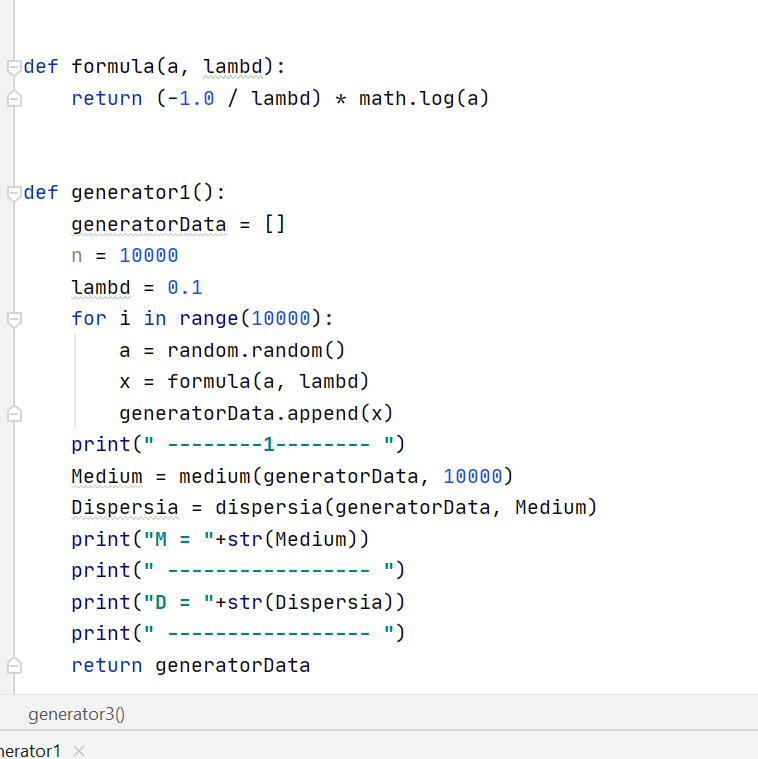 def formula(a, lambd):
    return (-1.0 / lambd) * math.log(a)
def generator1():
    generatorData = []
    n = 10000
    lambd = 0.1
    for i in range(10000):
        a = random.random()
        x = formula(a, lambd)
        generatorData.append(x)
    print(" --------1-------- ")
    Medium = medium(generatorData, 10000)
    Dispersia = dispersia(generatorData, Medium)
    print("M = "+str(Medium))
    print(" ----------------- ")
    print("D = "+str(Dispersia))
    print(" ----------------- ")
    return generatorData
generator3()
nerator1